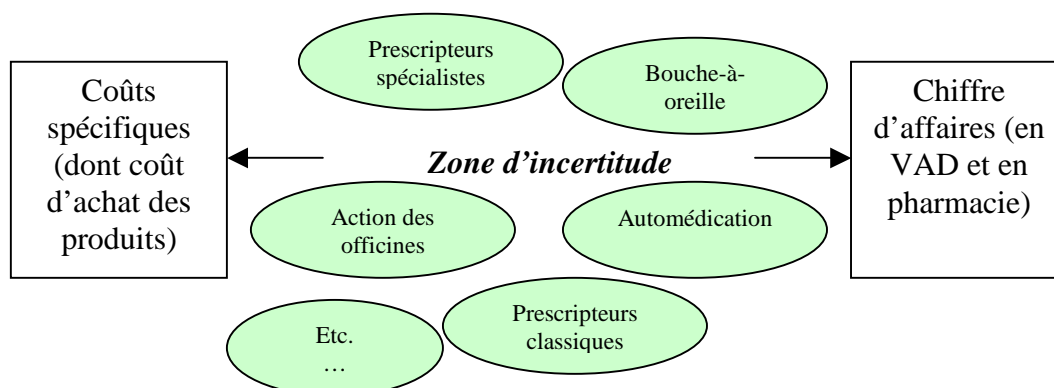 Coûts
spécifiques
(dont coût
d’achat des
produits)
Prescripteurs
spécialistes
Bouche-à-
oreille
Zone d’incertitude
Action des
officines
Automédication
Etc.
…
Prescripteurs
classiques
Chiffre
d’affaires (en
VAD et en
pharmacie)